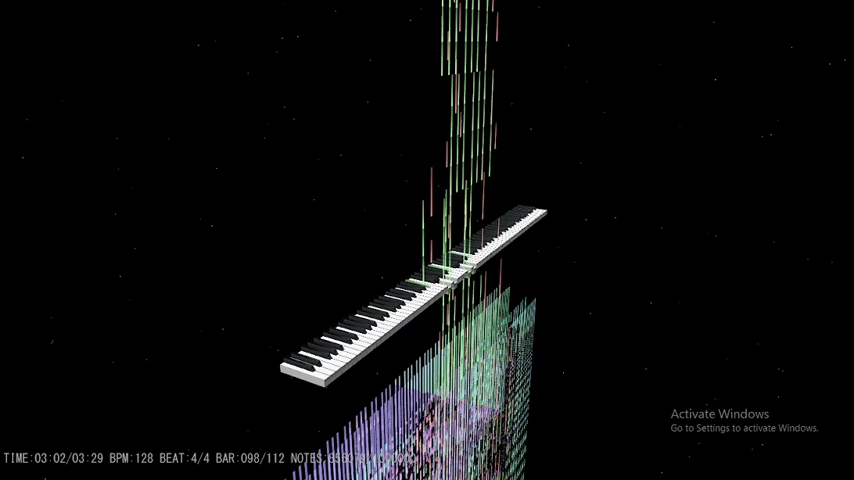 Activate Windows
Go to Settings to activate Windows.
TIME:03:02/03:29 BPM:128 BEAT:4/4 BAR:098/112 NOTES: